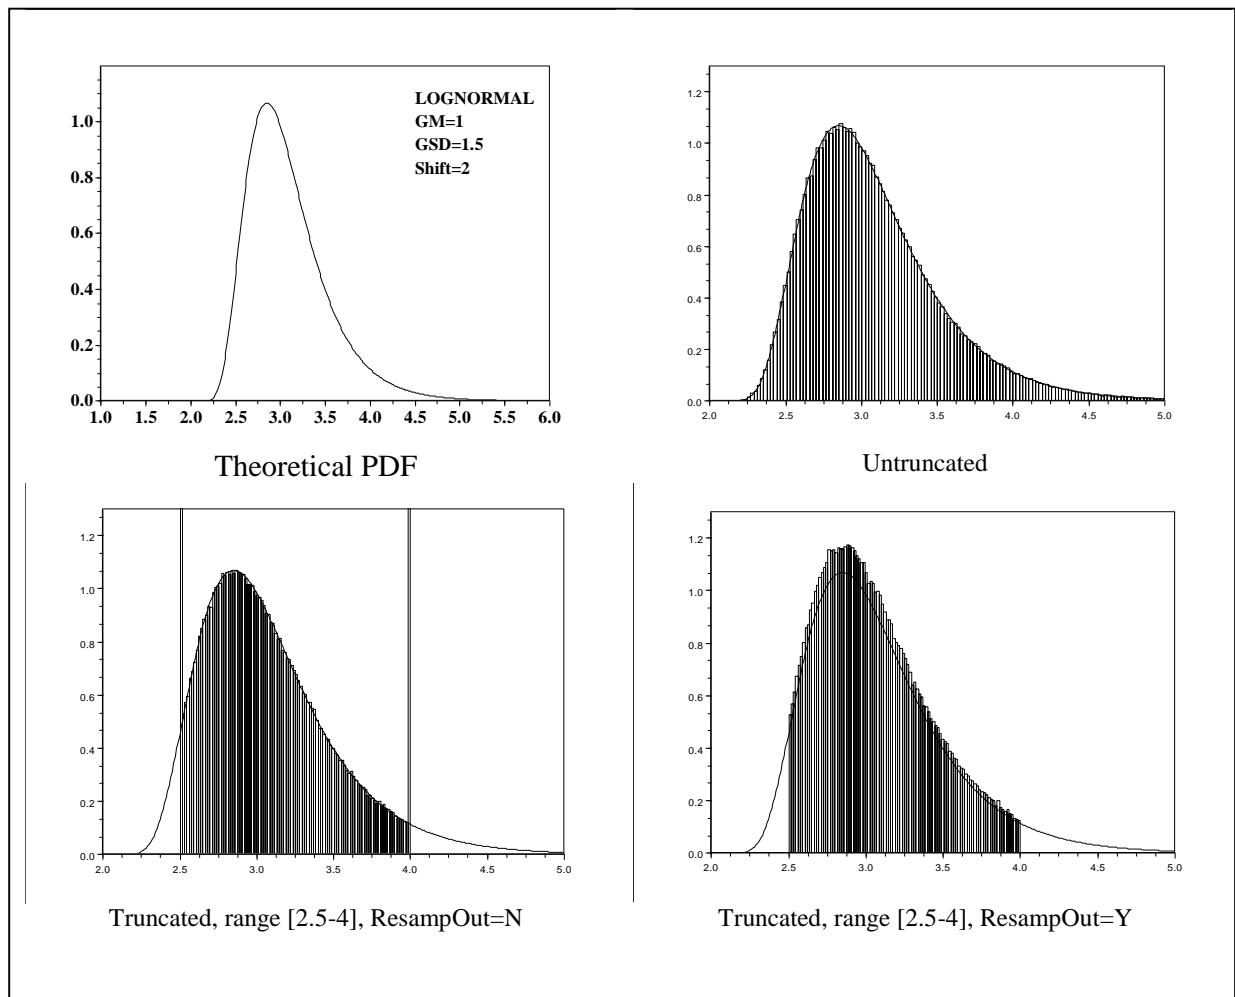 LOGNORMAL
GM=1
GSD=1.5
Shift=2
1.0
0.8
0.6
0.4
0.2
0.0
1.0 1.5 2.0 2.5 3.0 3.5 4.0 4.5 5.0 5.5 6.0
Theoretical PDF
1.2
1.0
0.8
0.6
0.4
0.2
0.0
2.0 2.5 3.0 3.5 4.0 4.5 5.0
Untruncated
1.2
1.0
0.8
0.6
0.4
0.2
0.0
2.0 2.5 3.0 3.5 4.0 4.5 5.0
Truncated, range [2.5-4], ResampOut=N
1.2
1.0
0.8
0.6
0.4
0.2
0.0
2.0 2.5 3.0 3.5 4.0 4.5 5.0
Truncated, range [2.5-4], ResampOut=Y